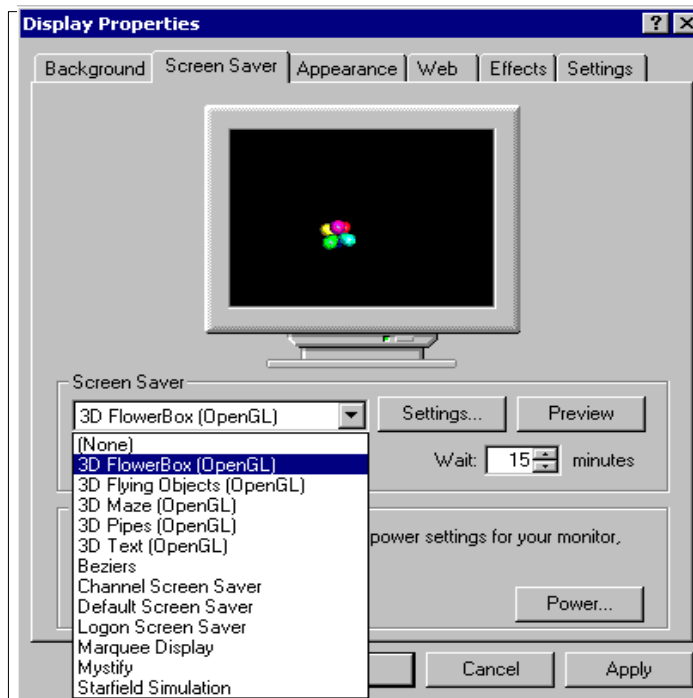 Display Properties
Background Screen Saver Appearance Web Effects Settings
Screen Saver
3D FlowerBox (OpenGL) Settings... Preview
(None)
3D FlowerBox (OpenGL) Wait: 15 minutes
3D Flying Objects (OpenGL)
3D Maze (OpenGL)
3D Pipes (OpenGL)
power settings for your monitor,
3D Text (OpenGL)
Beziers
Channel Screen Saver
Default Screen Saver Power...
Logon Screen Saver
Marquee Display
Mystify Cancel Apply
Starfield Simulation